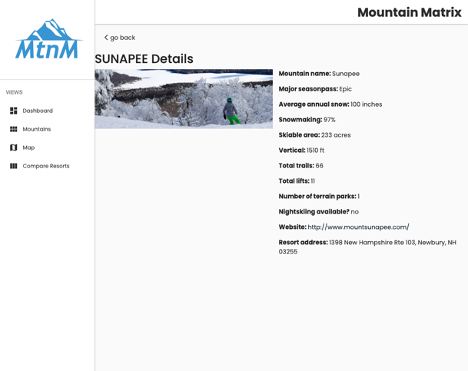 Mountain Matrix
MtnM
VIEWS
Dashboard
Mountains
Map
Compare Resorts
go back
SUNAPEE Details
Mountain name: Sunapee
Major seasonpass: Epic
Average annual snow: 100 inches
Snowmaking: 97%
Skiable area: 233 acres
Vertical: 1510 ft
Total trails: 66
Total lifts: 11
Number of terrain parks: 1
Nightskiing available? no
Website: http://www.mountsunapee.com/
Resort address: 1398 New Hampshire Rte 103, Newbury, NH
03255